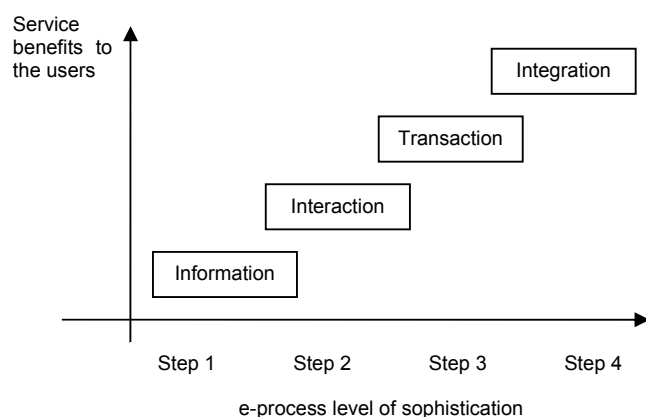 Service
benefits to
the users
Integration
Transaction
Interaction
Information
Step 1 Step 2 Step 3 Step 4
e-process level of sophistication